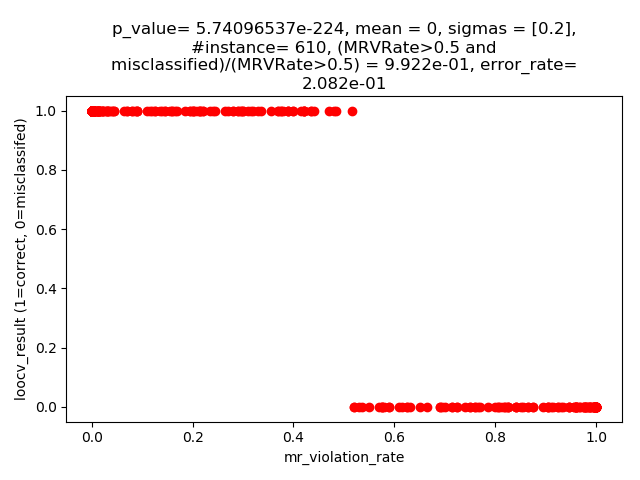 p_value= 5.74096537e-224, mean = 0, sigmas = [0.2],
#instance= 610, (MRVRate>0.5 and
misclassified)/(MRVRate>0.5) = 9.922e-01, error_rate=
2.082e-01
1.0
0.8
0.6
0.4
0.2
0.0
loocv_result (1=correct, 0=misclassifed)
0.0 0.2 0.4 0.6 0.8 1.0
mr_violation_rate